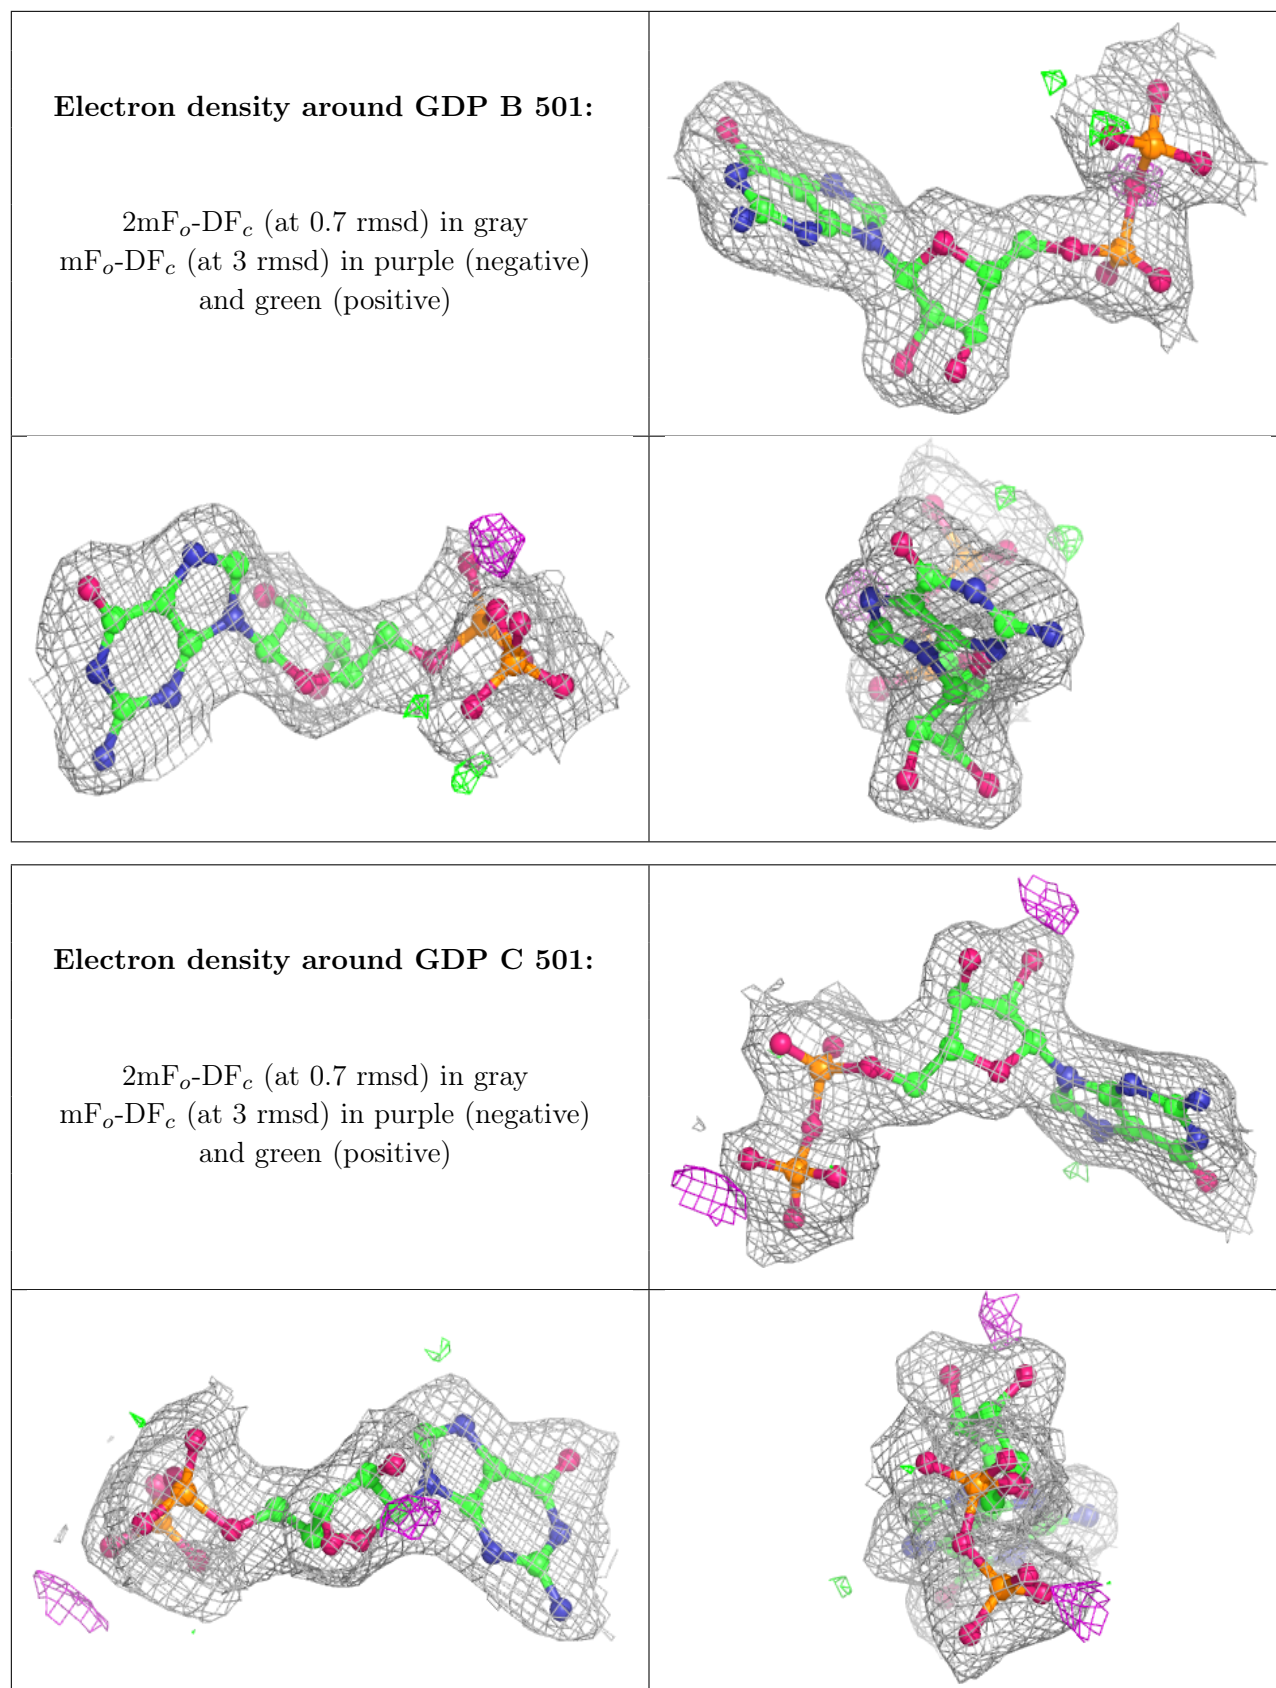 Electron density around GDP B 501:
2mFo-DFc (at 0.7 rmsd) in gray
mFo-DFc (at 3 rmsd) in purple (negative)
and green (positive)
Electron density around GDP C 501:
2mFo-DFc (at 0.7 rmsd) in gray
mFo-DFc (at 3 rmsd) in purple (negative)
and green (positive)